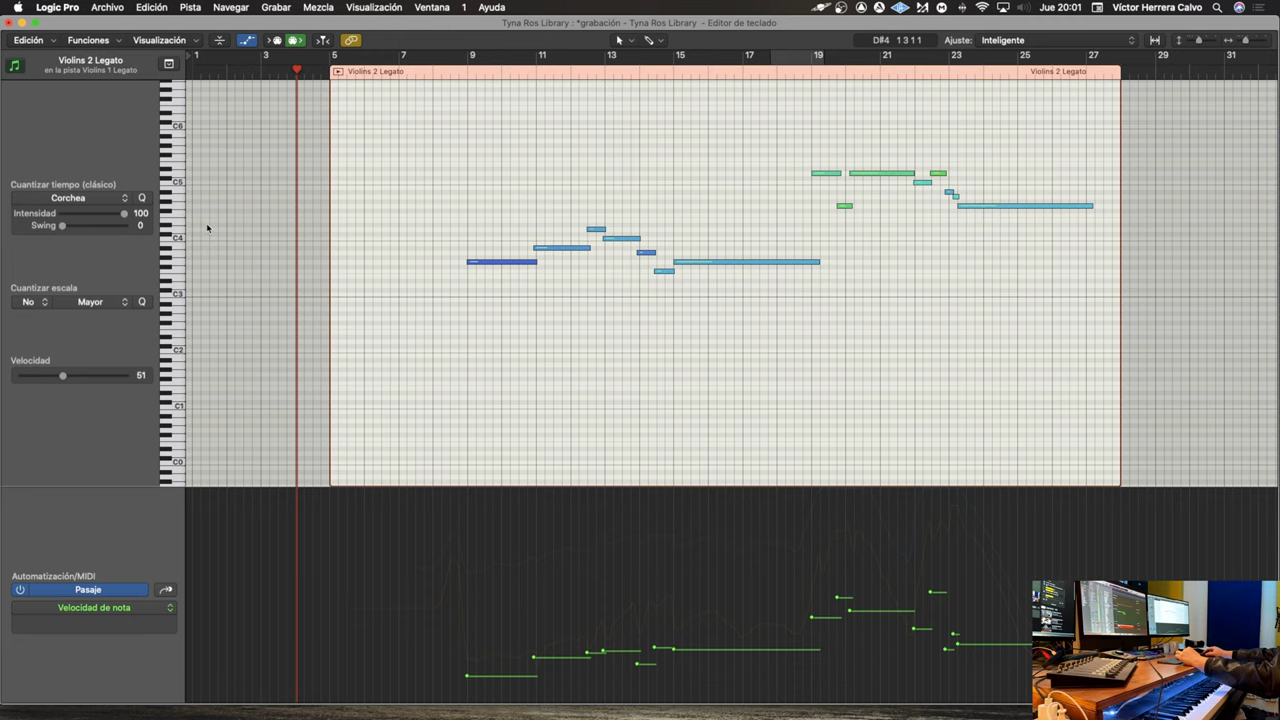 Logic Pro Archivo Edición Pista Navegar Grabar Mezcla Visualización Ventana 1 Ayuda Jue 20:01 Víctor Herrera Calvo
Tyna Ros Library : *grabación - Tyna Ros Library - Editor de teclado
Edición Funciones Visualización D#4 1 3 1 1 Ajuste: Inteligente
Violins 2 Legato
en la pista Violins 1 Legato
1 3 5 7 9 11 13 15 17 19 21 23 25 27 29 31
Violins 2 Legato Violins 2 Legato
C6
C5
Cuantizar tiempo (clásico)
Corchea Q
Intensidad 100
Swing 0
C4
Cuantizar escala
C3
No Mayor Q
C2
Velocidad
51
C1
C0
Automatización/MIDI
Pasaje
Velocidad de nota